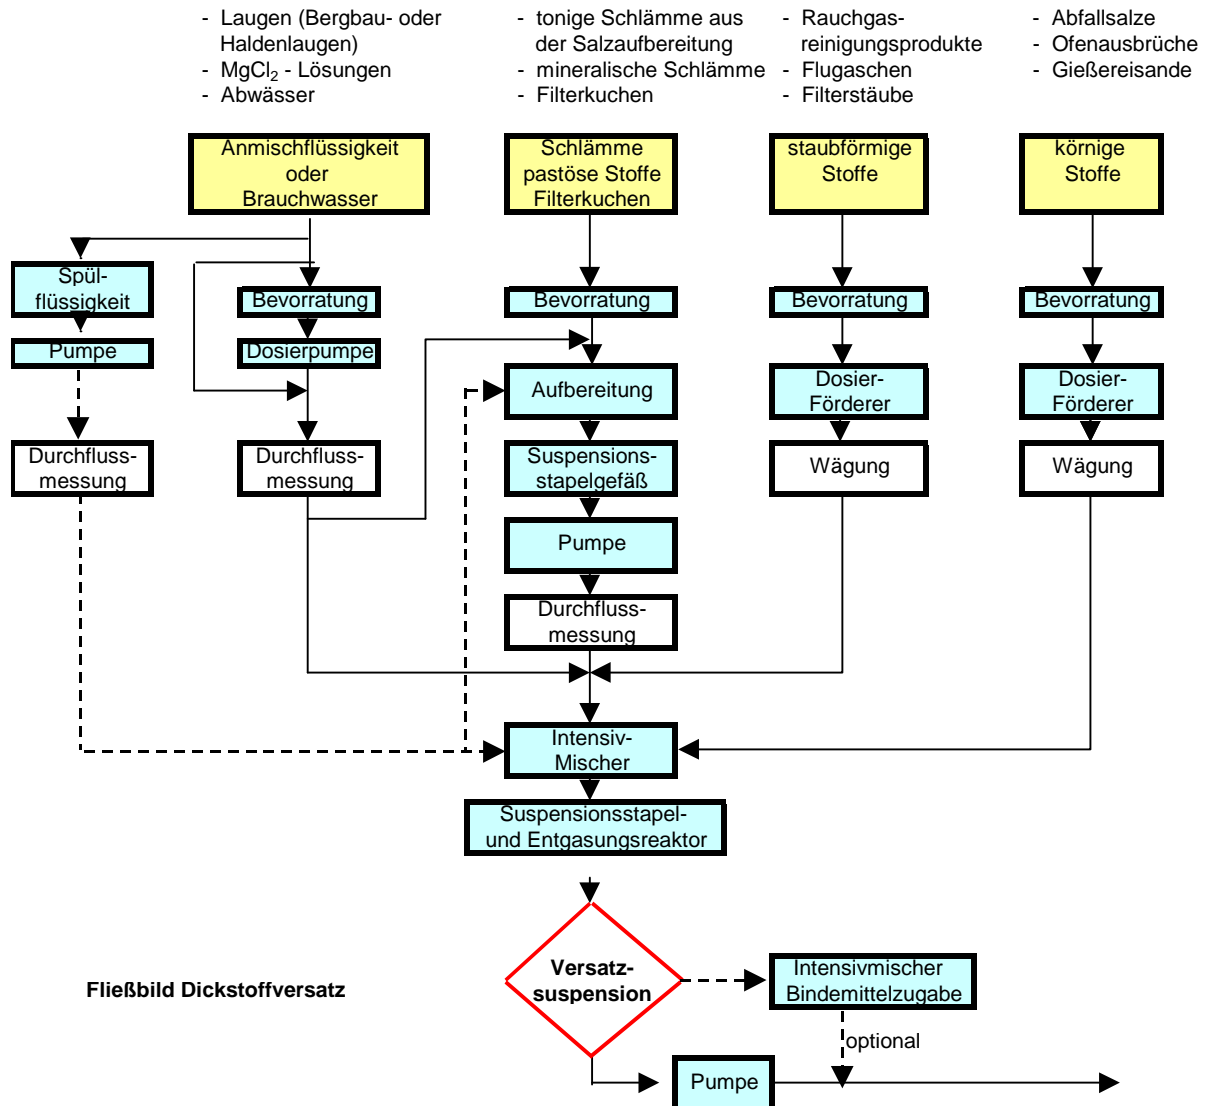 - Laugen (Bergbau- oder
Haldenlaugen)
- MgCl2 - Lösungen
- Abwässer
- tonige Schlämme aus
der Salzaufbereitung
- mineralische Schlämme
- Filterkuchen
- Rauchgas-
reinigungsprodukte
- Flugaschen
- Filterstäube
- Abfallsalze
- Ofenausbrüche
- Gießereisande
Anmischflüssigkeit
oder
Brauchwasser
Schlämme
pastöse Stoffe
Filterkuchen
staubförmige
Stoffe
körnige
Stoffe
Spül-
flüssigkeit
Bevorratung
Bevorratung
Bevorratung
Bevorratung
Pumpe
Dosierpumpe
Aufbereitung
Dosier-
Förderer
Dosier-
Förderer
Durchfluss-
messung
Durchfluss-
messung
Suspensions-
stapelgefäß
Wägung
Wägung
Pumpe
Durchfluss-
messung
Intensiv-
Mischer
Suspensionsstapel-
und Entgasungsreaktor
Versatz-
suspension
Intensivmischer
Bindemittelzugabe
Fließbild Dickstoffversatz
optional
Pumpe